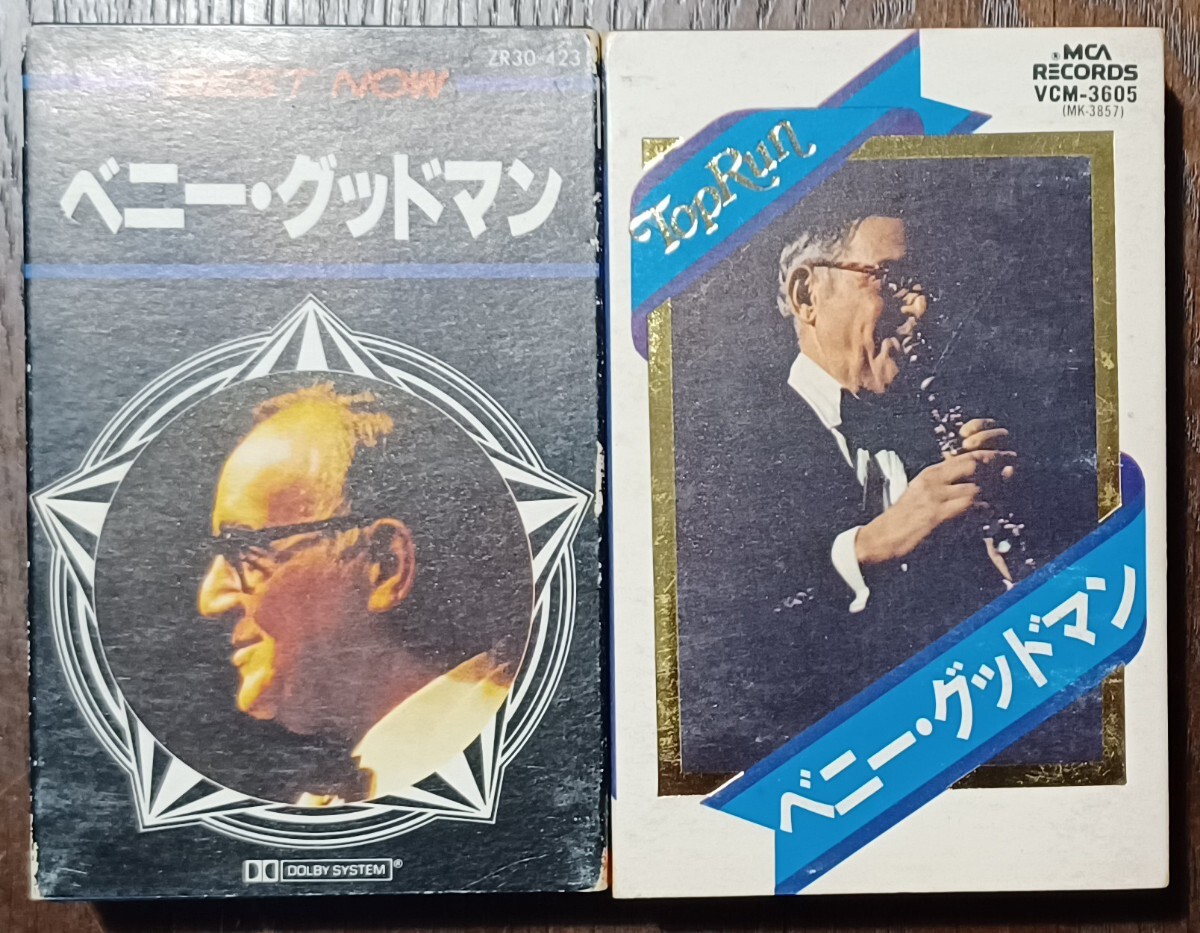 ZR30-423
BEST NOW
ベニー・グッドマン
DOLBY SYSTEM®
®MCA
RECORDS
VCM-3605
(MK-3857)
TopRun
ベニー・グッドマン